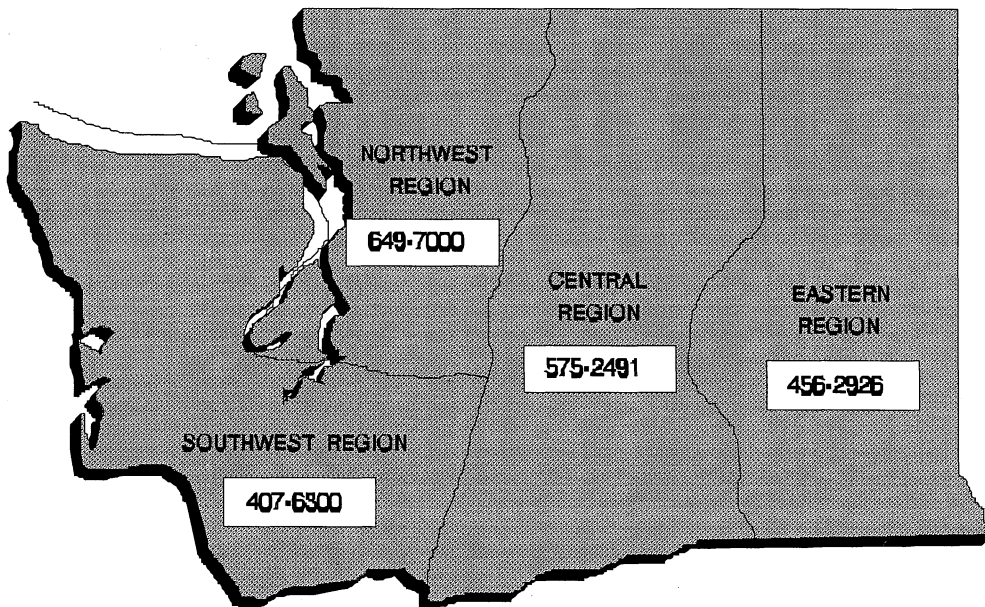 NORTHWEST
REGION
649-7000
CENTRAL
REGION
575-2491
EASTERN
REGION
456-2926
SOUTHWEST REGION
407-6300